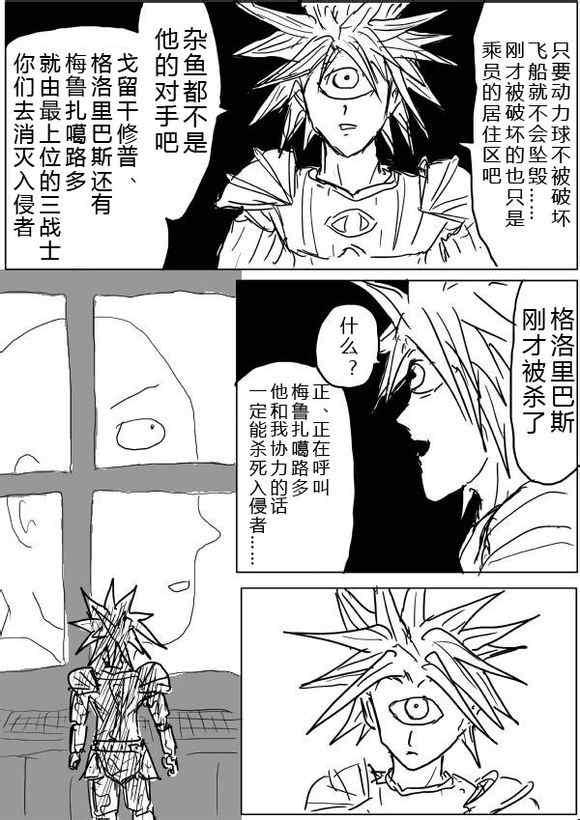 只要动力球不被破坏
飞船就不会坠毁……
刚才被破坏的也只是
乘员的居住区吧
杂鱼都不是
他的对手吧
戈留干修普、
格洛里巴斯还有
梅鲁扎噶路多
就由最上位的三战士
你们去消灭入侵者
格洛里巴斯
刚才被杀了
什么？
正、正在呼叫
梅鲁扎噶路多
他和我协力的话
一定能杀死入侵者……